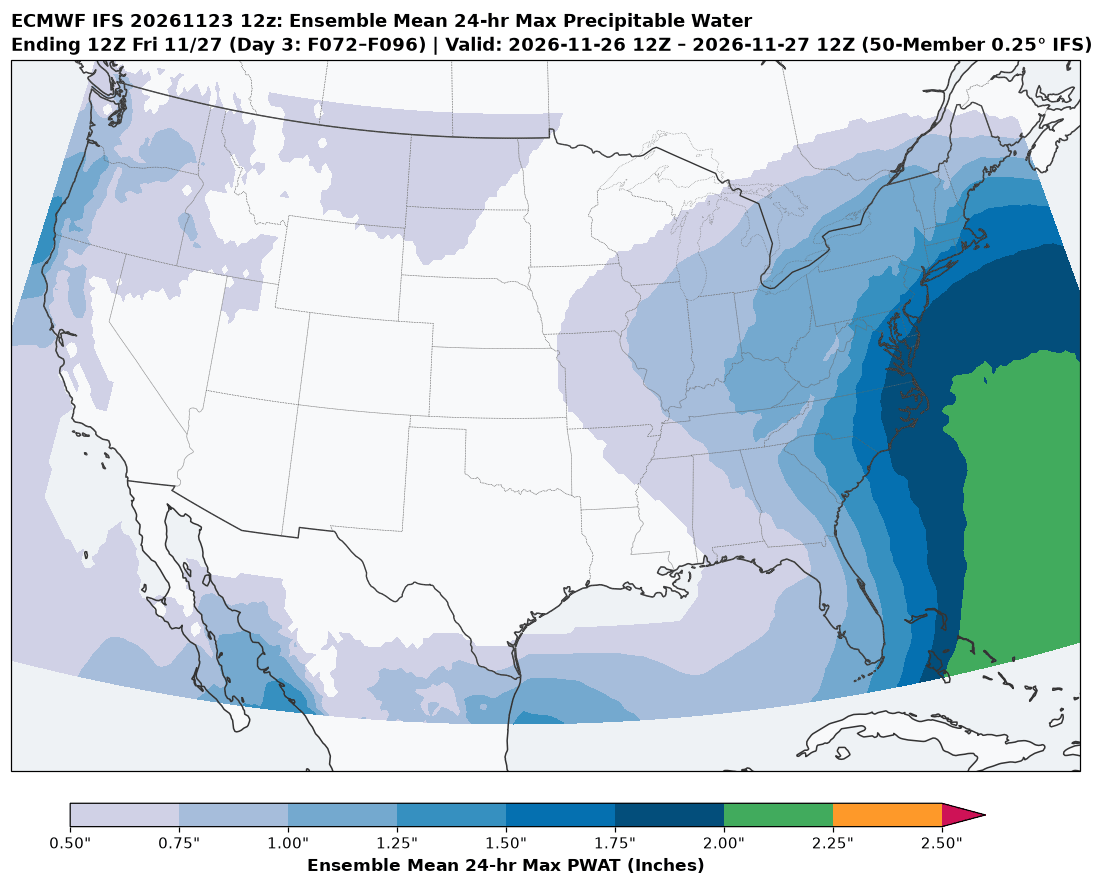 ECMWF IFS 20261123 12z: Ensemble Mean 24-hr Max Precipitable Water
Ending 12Z Fri 11/27 (Day 3: F072–F096) | Valid: 2026-11-26 12Z – 2026-11-27 12Z (50-Member 0.25° IFS)
0.50" 0.75" 1.00" 1.25" 1.50" 1.75" 2.00" 2.25" 2.50"
Ensemble Mean 24-hr Max PWAT (Inches)